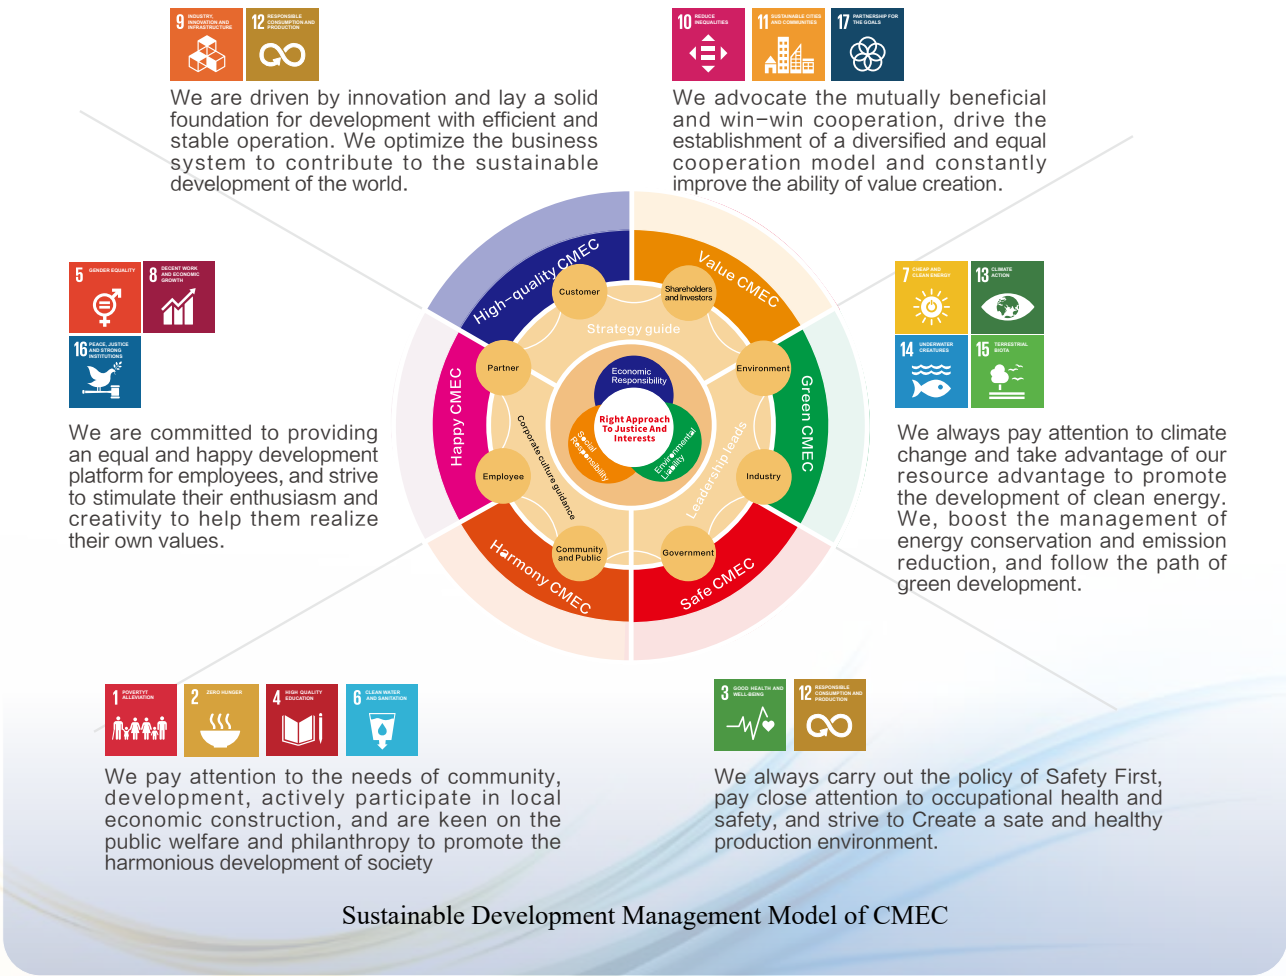 9 INDUSTRY,
INNOVATION AND
INFRASTRUCTURE
12 RESPONSIBLE
CONSUMPTION AND
PRODUCTION
We are driven by innovation and lay a solid
foundation for development with efficient and
stable operation. We optimize the business
system to contribute to the sustainable
development of the world.
10 REDUCE
INEQUALITIES
11 SUSTAINABLE CITIES
AND COMMUNITIES
17 PARTNERSHIP FOR
THE GOALS
We advocate the mutually beneficial
and win-win cooperation, drive the
establishment of a diversified and equal
cooperation model and constantly
improve the ability of value creation.
5 GENDER EQUALITY
8 DECENT WORK
AND ECONOMIC
GROWTH
16 PEACE, JUSTICE
AND STRONG
INSTITUTIONS
We are committed to providing
an equal and happy development
platform for employees, and strive
to stimulate their enthusiasm and
creativity to help them realize
their own values.
High-quality CMEC
Value CMEC
Happy CMEC
Green CMEC
Harmony CMEC
Safe CMEC
Customer
Shareholders
and Investors
Strategy guide
Partner
Environment
Economic
Responsibility
Right Approach
To Justice And
Interests
Social
Responsibility
Environmental
Liability
Corporate culture guidance
Leadership leads
Employee
Industry
Community
and Public
Government
7 CHEAP AND
CLEAN ENERGY
13 CLIMATE
ACTION
14 UNDERWATER
CREATURES
15 TERRESTRIAL
BIOTA
We always pay attention to climate
change and take advantage of our
resource advantage to promote
the development of clean energy.
We, boost the management of
energy conservation and emission
reduction, and follow the path of
green development.
1 POVERTYT
ALLEVIATION
2 ZERO HUNGER
4 HIGH QUALITY
EDUCATION
6 CLEAN WATER
AND SANITATION
We pay attention to the needs of community,
development, actively participate in local
economic construction, and are keen on the
public welfare and philanthropy to promote the
harmonious development of society
3 GOOD HEALTH AND
WELL-BEING
12 RESPONSIBLE
CONSUMPTION AND
PRODUCTION
We always carry out the policy of Safety First,
pay close attention to occupational health and
safety, and strive to Create a sate and healthy
production environment.
Sustainable Development Management Model of CMEC